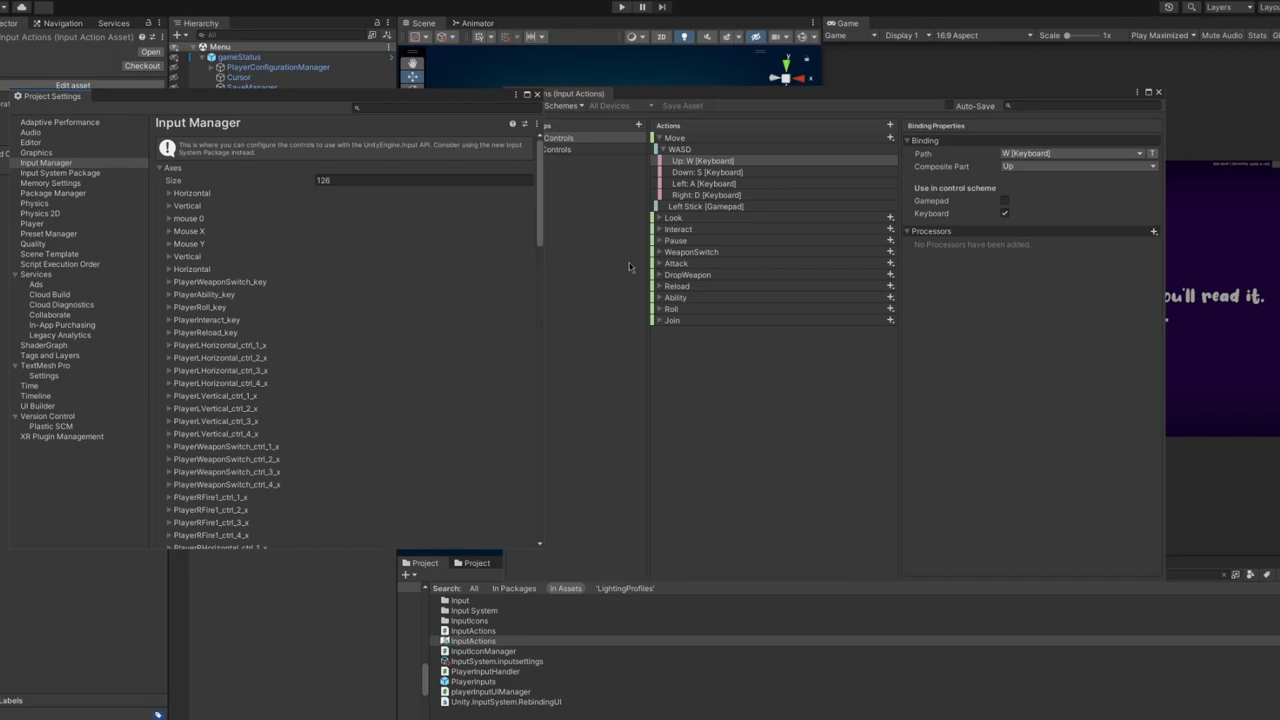 Layers
Layou
ector
Navigation
Services
Hierarchy
Scene
Animator
Game
All
2D
Game
Display 1
16:9 Aspect
Scale
1x
Play Maximized
Mute Audio
Stats
Input Actions (Input Action Asset)
Open
Checkout
Edit asset
Menu
gameStatus
PlayerConfigurationManager
Cursor
SaveManager
Project Settings
Adaptive Performance
Audio
Editor
Graphics
Input Manager
Input System Package
Memory Settings
Package Manager
Physics
Physics 2D
Player
Preset Manager
Quality
Scene Template
Script Execution Order
Services
Ads
Cloud Build
Cloud Diagnostics
Collaborate
In-App Purchasing
Legacy Analytics
ShaderGraph
Tags and Layers
TextMesh Pro
Settings
Time
Timeline
UI Builder
Version Control
Plastic SCM
XR Plugin Management
Input Manager
This is where you can configure the controls to use with the UnityEngine.Input API. Consider using the new Input
System Package instead.
Axes
Size 126
Horizontal
Vertical
mouse 0
Mouse X
Mouse Y
Vertical
Horizontal
PlayerWeaponSwitch_key
PlayerAbility_key
PlayerRoll_key
PlayerInteract_key
PlayerReload_key
PlayerLHorizontal_ctrl_1_x
PlayerLHorizontal_ctrl_2_x
PlayerLHorizontal_ctrl_3_x
PlayerLHorizontal_ctrl_4_x
PlayerLVertical_ctrl_1_x
PlayerLVertical_ctrl_2_x
PlayerLVertical_ctrl_3_x
PlayerLVertical_ctrl_4_x
PlayerWeaponSwitch_ctrl_1_x
PlayerWeaponSwitch_ctrl_2_x
PlayerWeaponSwitch_ctrl_3_x
PlayerWeaponSwitch_ctrl_4_x
PlayerRFire1_ctrl_1_x
PlayerRFire1_ctrl_2_x
PlayerRFire1_ctrl_3_x
PlayerRFire1_ctrl_4_x
PlayerRHorizontal_ctrl_1_x
ns (Input Actions)
Schemes
All Devices
Save Asset
Auto-Save
ps
Controls
Controls
Actions
Move
WASD
Up: W [Keyboard]
Down: S [Keyboard]
Left: A [Keyboard]
Right: D [Keyboard]
Left Stick [Gamepad]
Look
Interact
Pause
WeaponSwitch
Attack
DropWeapon
Reload
Ability
Roll
Join
Binding Properties
Binding
Path W [Keyboard] T
Composite Part Up
Use in control scheme
Gamepad
Keyboard
Processors
No Processors have been added.
ou'll read it.
Project
Project
Search:
All
In Packages
In Assets
'LightingProfiles'
Input
Input System
InputIcons
InputActions
InputActions
InputIconManager
InputSystem.inputsettings
PlayerInputHandler
PlayerInputs
playerInputUIManager
Unity.InputSystem.RebindingUI
Labels